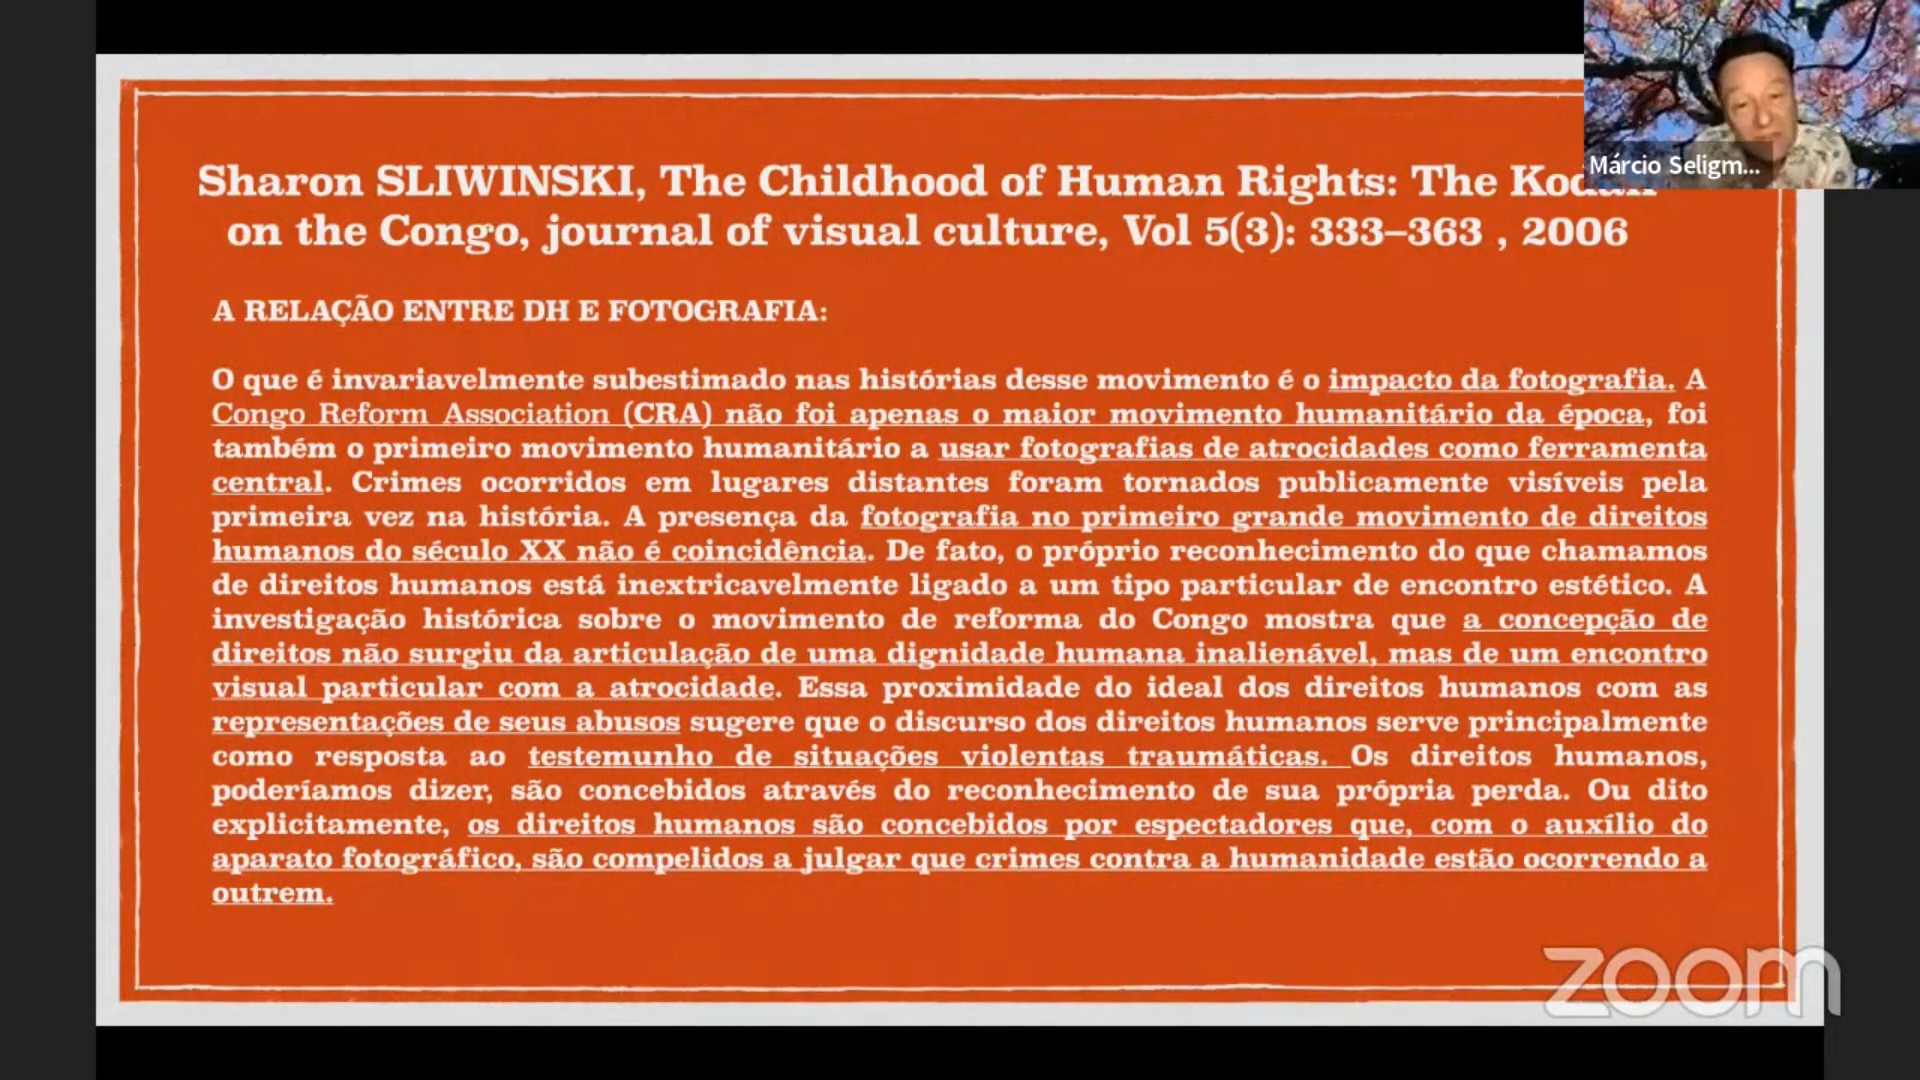 Sharon SLIWINSKI, The Childhood of Human Rights: The Kodak
on the Congo, journal of visual culture, Vol 5(3): 333–363 , 2006
Márcio Seligm...
A RELAÇÃO ENTRE DH E FOTOGRAFIA:
O que é invariavelmente subestimado nas histórias desse movimento é o impacto da fotografia. A
Congo Reform Association (CRA) não foi apenas o maior movimento humanitário da época, foi
também o primeiro movimento humanitário a usar fotografias de atrocidades como ferramenta
central. Crimes ocorridos em lugares distantes foram tornados publicamente visíveis pela
primeira vez na história. A presença da fotografia no primeiro grande movimento de direitos
humanos do século XX não é coincidência. De fato, o próprio reconhecimento do que chamamos
de direitos humanos está inextricavelmente ligado a um tipo particular de encontro estético. A
investigação histórica sobre o movimento de reforma do Congo mostra que a concepção de
direitos não surgiu da articulação de uma dignidade humana inalienável, mas de um encontro
visual particular com a atrocidade. Essa proximidade do ideal dos direitos humanos com as
representações de seus abusos sugere que o discurso dos direitos humanos serve principalmente
como resposta ao testemunho de situações violentas traumáticas. Os direitos humanos,
poderíamos dizer, são concebidos através do reconhecimento de sua própria perda. Ou dito
explicitamente, os direitos humanos são concebidos por espectadores que, com o auxílio do
aparato fotográfico, são compelidos a julgar que crimes contra a humanidade estão ocorrendo a
outrem.
zoom